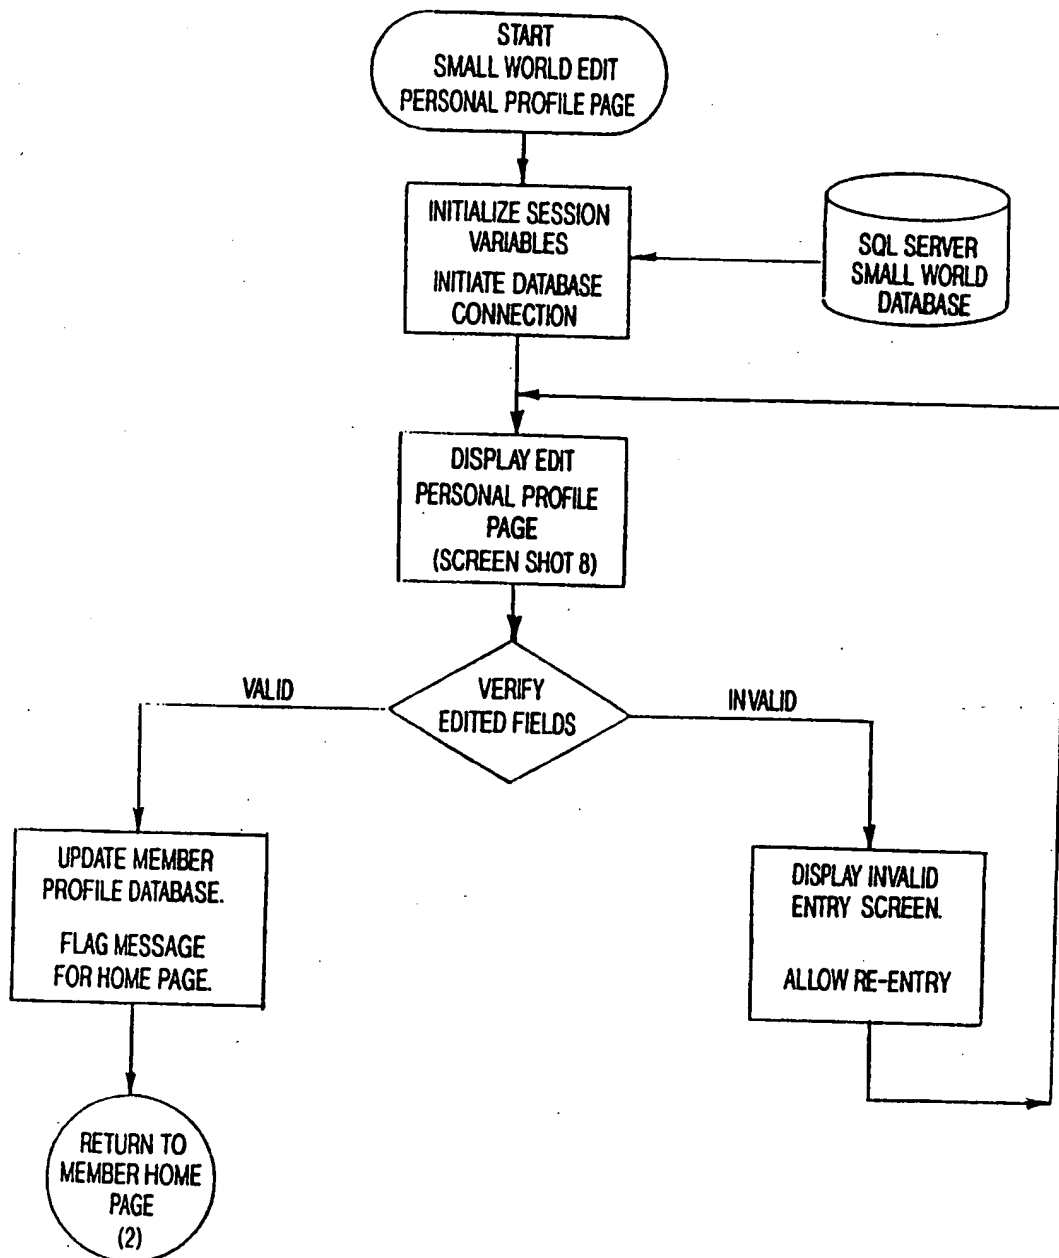 START
SMALL WORLD EDIT
PERSONAL PROFILE PAGE
INITIALIZE SESSION
VARIABLES
INITIATE DATABASE
CONNECTION
SQL SERVER
SMALL WORLD
DATABASE
DISPLAY EDIT
PERSONAL PROFILE
PAGE
(SCREEN SHOT 8)
VERIFY
EDITED FIELDS
VALID
INVALID
UPDATE MEMBER
PROFILE DATABASE.
FLAG MESSAGE
FOR HOME PAGE.
DISPLAY INVALID
ENTRY SCREEN.
ALLOW RE-ENTRY
RETURN TO
MEMBER HOME
PAGE
(2)